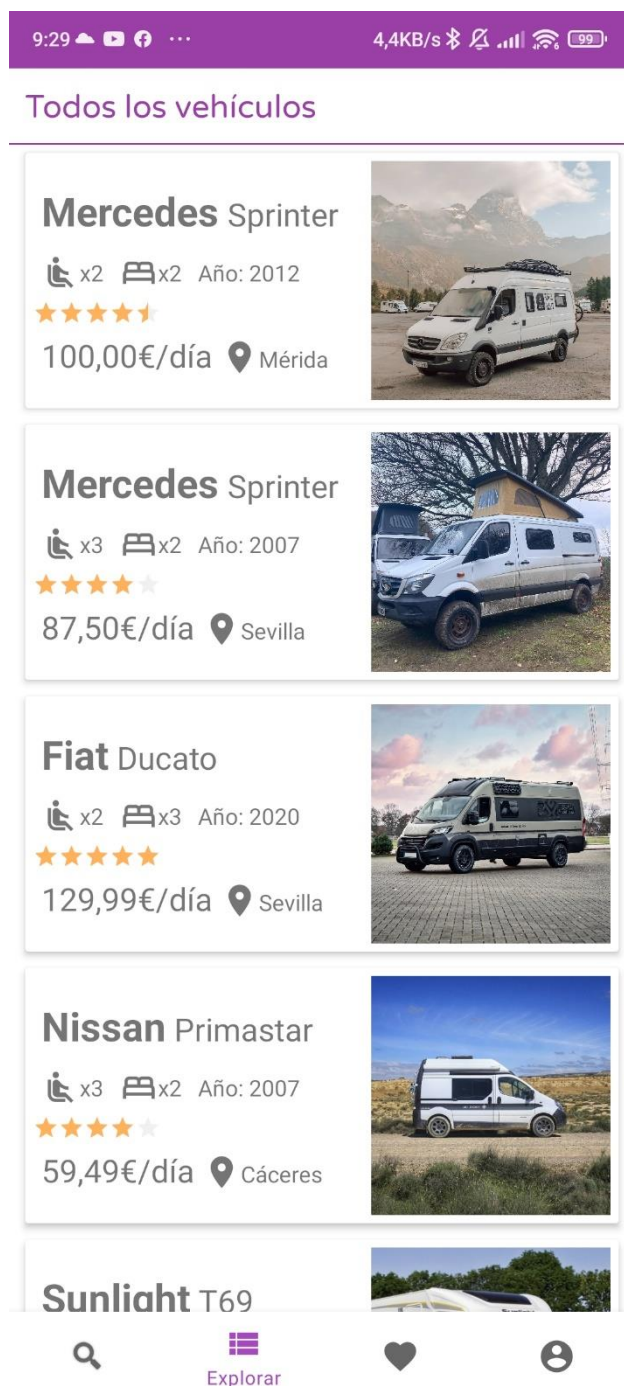 9:29 ... 4,4KB/s 99
Todos los vehículos
Mercedes Sprinter
x2 x2 Año: 2012
100,00€/día Mérida
Mercedes Sprinter
x3 x2 Año: 2007
87,50€/día Sevilla
Fiat Ducato
x2 x3 Año: 2020
129,99€/día Sevilla
Nissan Primastar
x3 x2 Año: 2007
59,49€/día Cáceres
Sunlight T69
Explorar